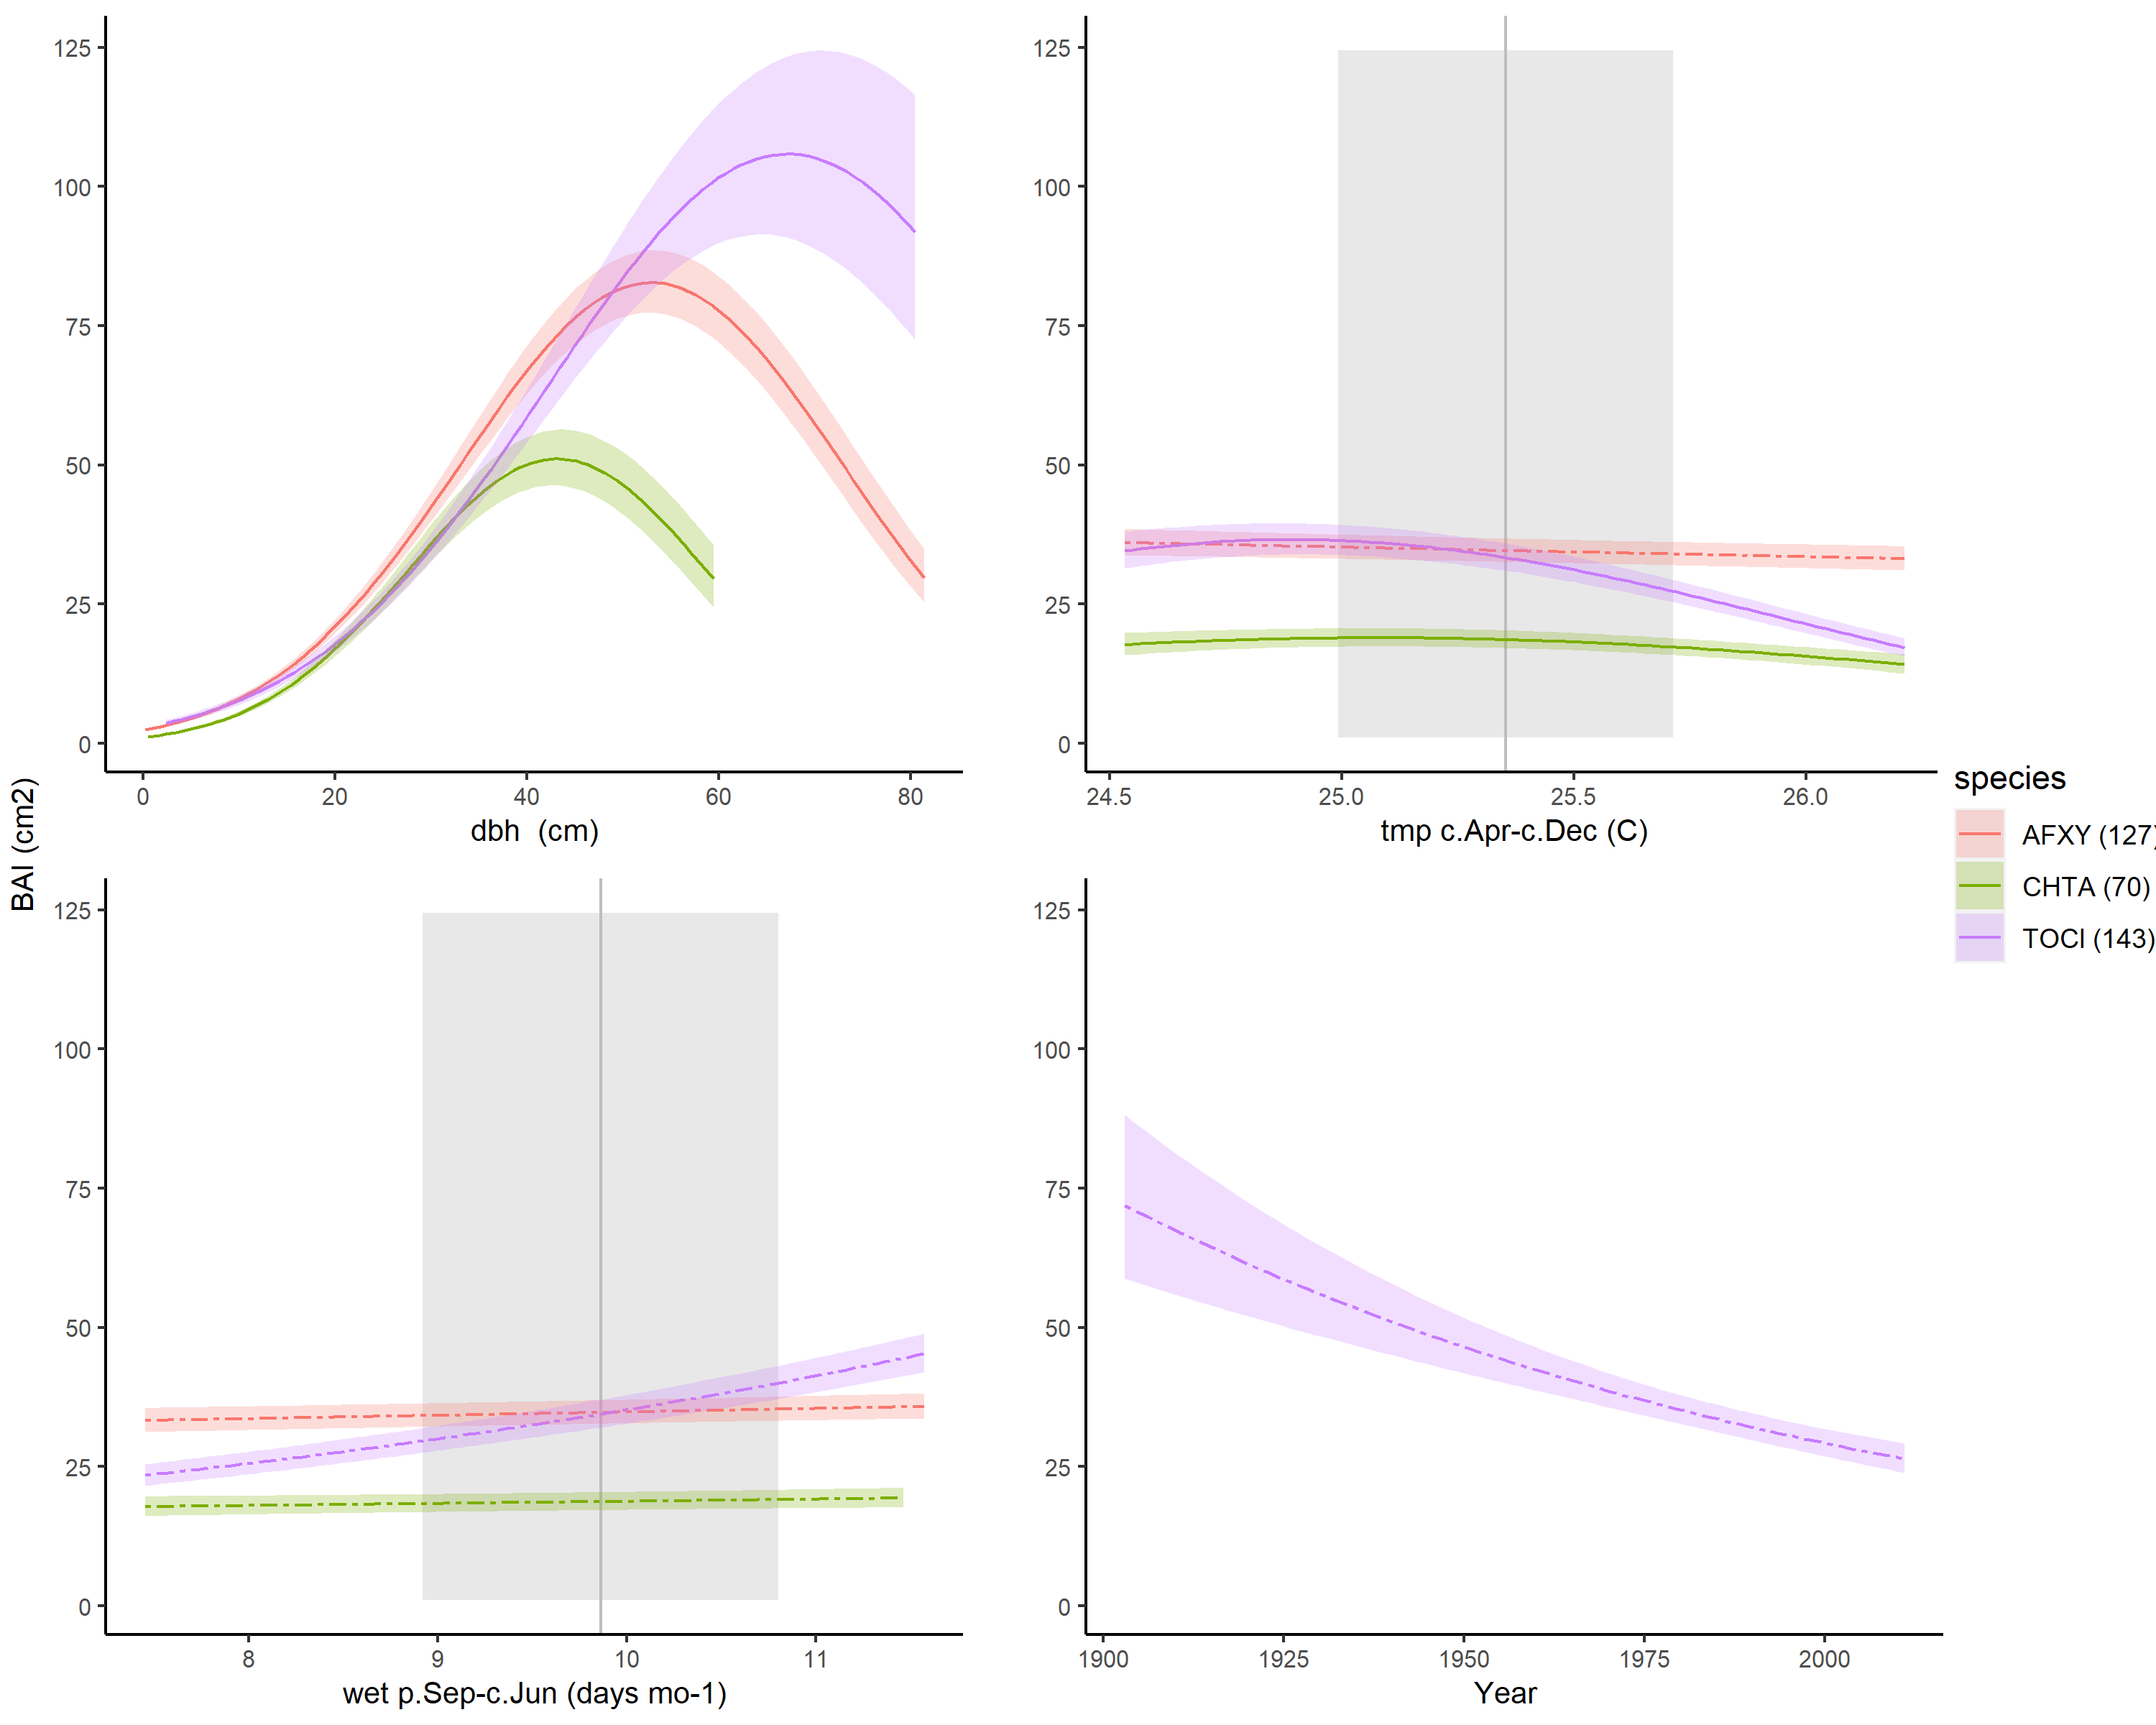 125
100
75
50
25
0
0 20 40 60 80
dbh (cm)
125
100
75
50
25
0
24.5 25.0 25.5 26.0
tmp c.Apr-c.Dec (C)
BAI (cm2)
125
100
75
50
25
0
8 9 10 11
wet p.Sep-c.Jun (days mo-1)
125
100
75
50
25
0
1900 1925 1950 1975 2000
Year
species
AFXY (127)
CHTA (70)
TOCI (143)